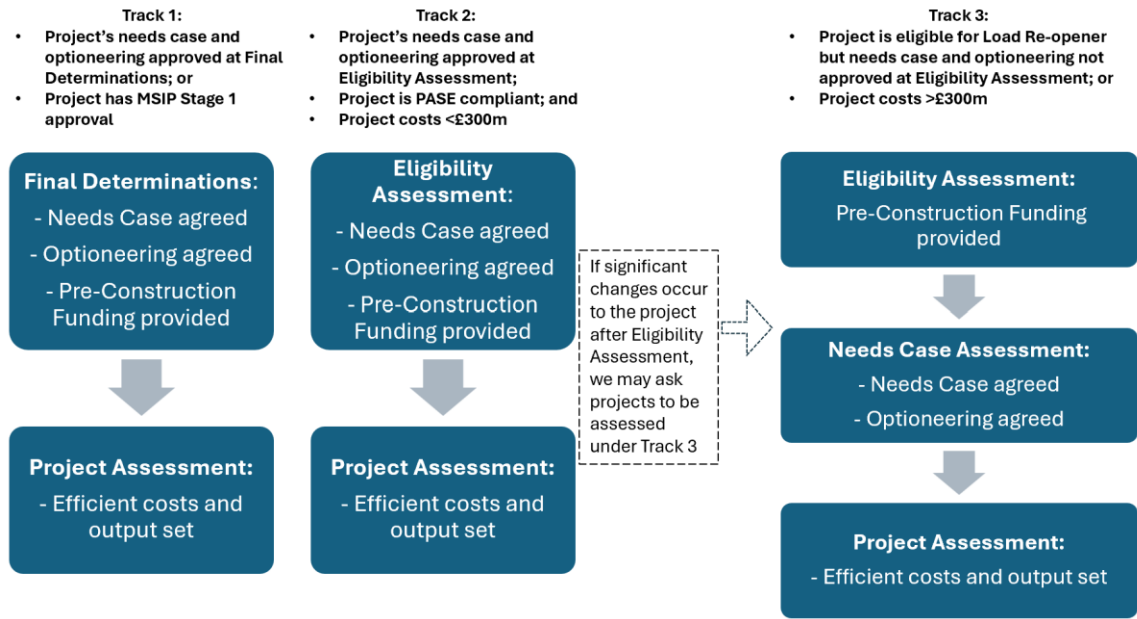 Track 1:
• Project's needs case and
optioneering approved at Final
Determinations; or
• Project has MSIP Stage 1
approval
Final Determinations:
- Needs Case agreed
- Optioneering agreed
- Pre-Construction
Funding provided
Project Assessment:
- Efficient costs and
output set
Track 2:
• Project's needs case and
optioneering approved at
Eligibility Assessment;
• Project is PASE compliant; and
• Project costs <£300m
Eligibility
Assessment:
- Needs Case agreed
- Optioneering agreed
- Pre-Construction
Funding provided
Project Assessment:
- Efficient costs and
output set
If significant
changes occur
to the project
after Eligibility
Assessment,
we may ask
projects to be
assessed
under Track 3
Track 3:
• Project is eligible for Load Re-opener
but needs case and optioneering not
approved at Eligibility Assessment; or
• Project costs >£300m
Eligibility Assessment:
Pre-Construction Funding
provided
Needs Case Assessment:
- Needs Case agreed
- Optioneering agreed
Project Assessment:
- Efficient costs and output set